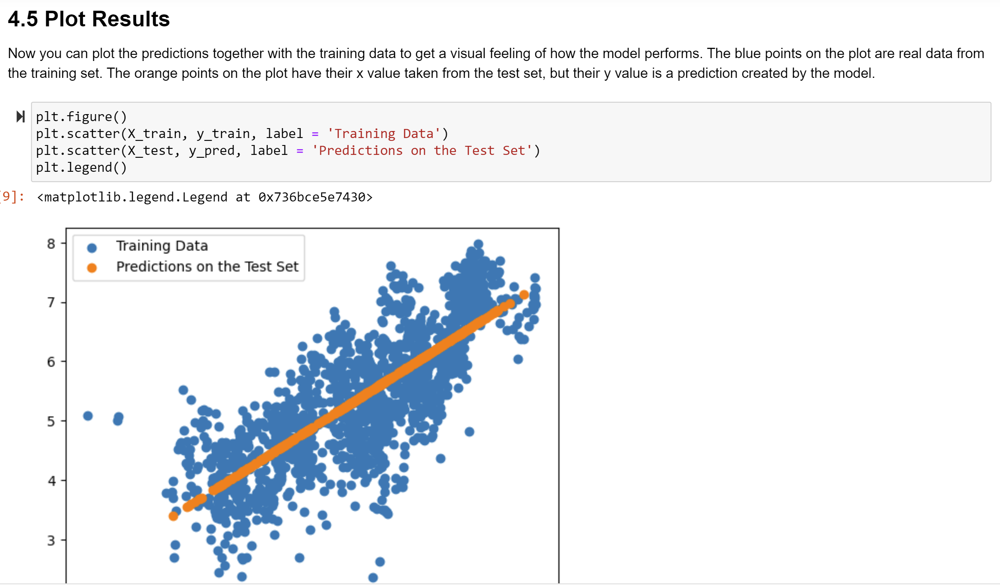 4.5 Plot Results
Now you can plot the predictions together with the training data to get a visual feeling of how the model performs. The blue points on the plot are real data from
the training set. The orange points on the plot have their x value taken from the test set, but their y value is a prediction created by the model.
plt.figure()
plt.scatter(X_train, y_train, label = 'Training Data')
plt.scatter(X_test, y_pred, label = 'Predictions on the Test Set')
plt.legend()
[9]: <matplotlib.legend.Legend at 0x736bce5e7430>
Training Data
Predictions on the Test Set
8
7
6
5
4
3